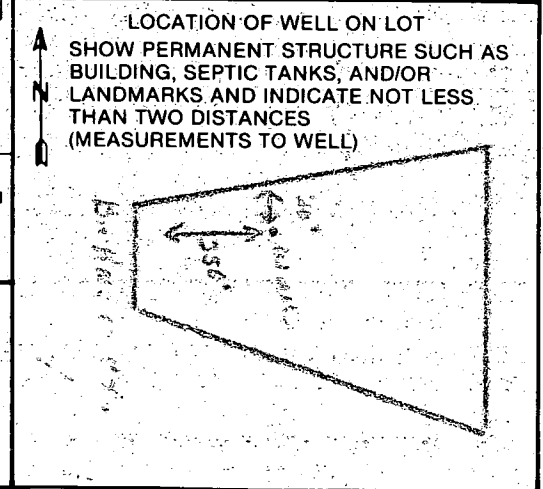 LOCATION OF WELL ON LOT
SHOW PERMANENT STRUCTURE SUCH AS
BUILDING, SEPTIC TANKS, AND/OR
LANDMARKS AND INDICATE NOT LESS
THAN TWO DISTANCES
(MEASUREMENTS TO WELL)
N